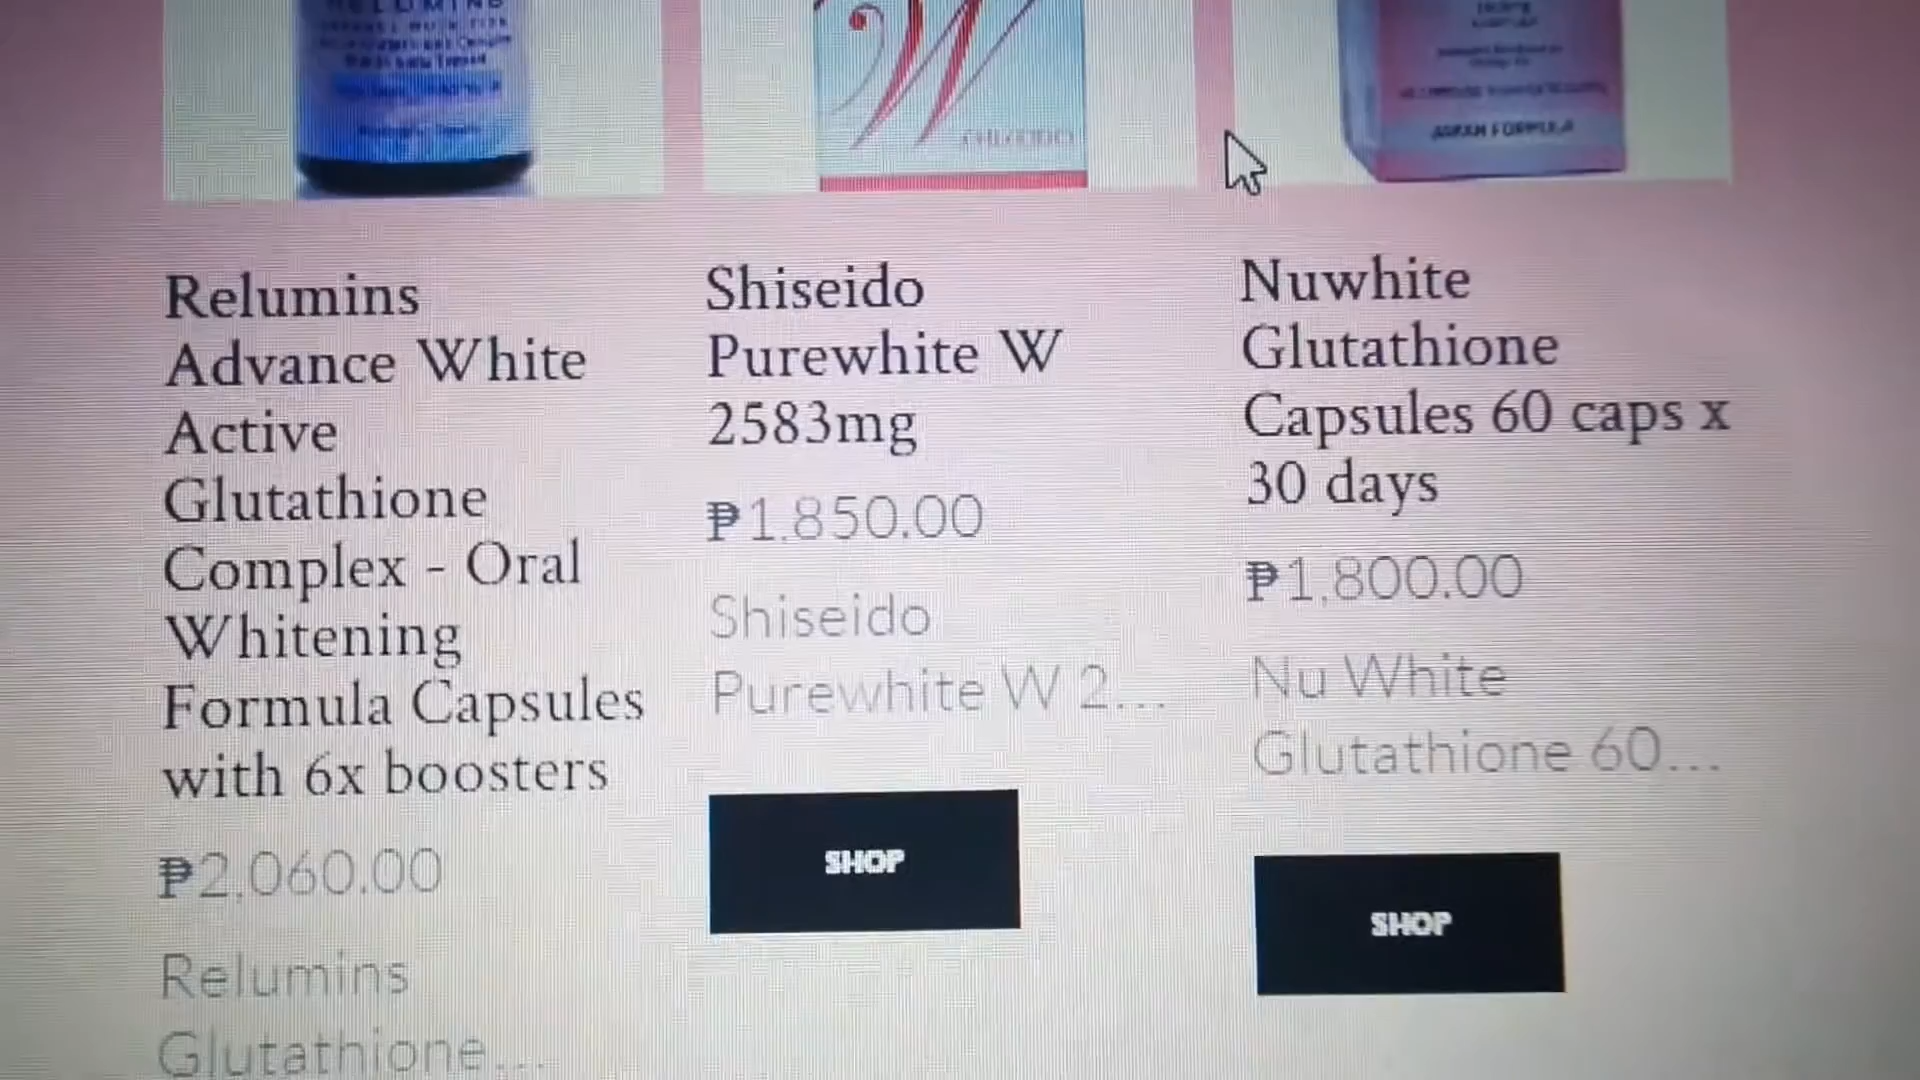 Relumins
Advance White
Active
Glutathione
Complex - Oral
Whitening
Formula Capsules
with 6x boosters
₱2,060.00
Relumins
Glutathione...
Shiseido
Purewhite W
2583mg
₱1,850.00
Shiseido
Purewhite W 2...
SHOP
Nuwhite
Glutathione
Capsules 60 caps x
30 days
₱1,800.00
Nu White
Glutathione 60...
SHOP
W
SHISEIDO
FORMULA